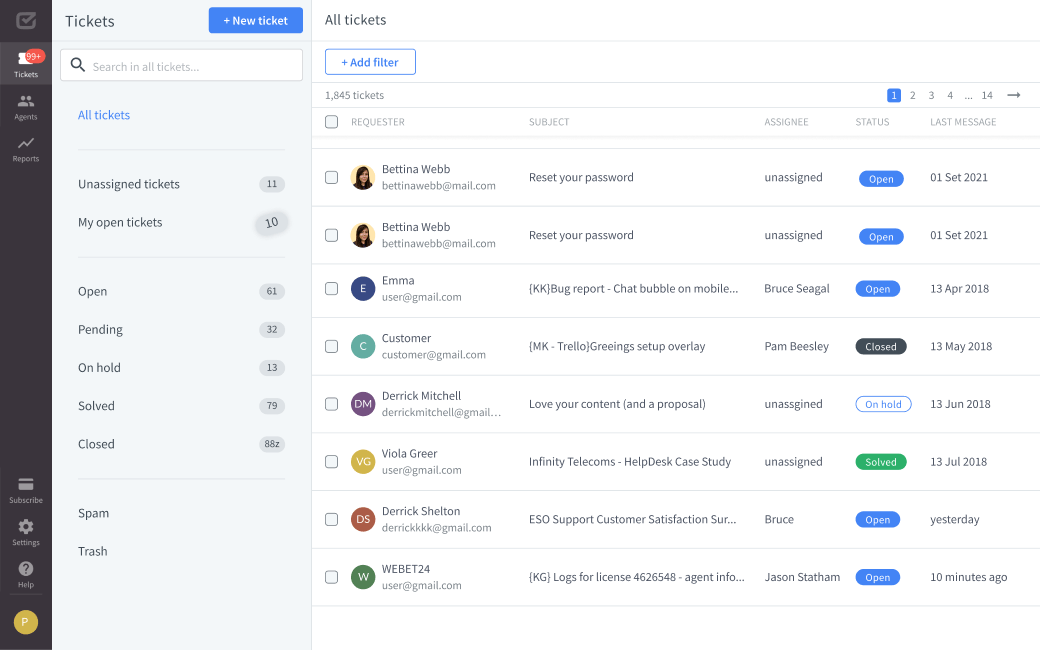 99+
Tickets
Agents
Reports
Subscribe
Settings
Help
P
Tickets
+ New ticket
Search in all tickets...
All tickets
Unassigned tickets 11
My open tickets 10
Open 61
Pending 32
On hold 13
Solved 79
Closed 88z
Spam
Trash
All tickets
+ Add filter
1,845 tickets 1 2 3 4 ... 14
REQUESTER SUBJECT ASSIGNEE STATUS LAST MESSAGE
Bettina Webb
bettinawebb@mail.com
Reset your password unassigned Open 01 Set 2021
Bettina Webb
bettinawebb@mail.com
Reset your password unassigned Open 01 Set 2021
E Emma
user@gmail.com
{KK}Bug report - Chat bubble on mobile... Bruce Seagal Open 13 Apr 2018
C Customer
customer@gmail.com
{MK - Trello}Greeings setup overlay Pam Beesley Closed 13 May 2018
DM Derrick Mitchell
derrickmitchell@gmail...
Love your content (and a proposal) unassgined On hold 13 Jun 2018
VG Viola Greer
user@gmail.com
Infinity Telecoms - HelpDesk Case Study unassigned Solved 13 Jul 2018
DS Derrick Shelton
derrickkkk@gmail.com
ESO Support Customer Satisfaction Sur... Bruce Open yesterday
W WEBET24
user@gmail.com
{KG} Logs for license 4626548 - agent info... Jason Statham Open 10 minutes ago